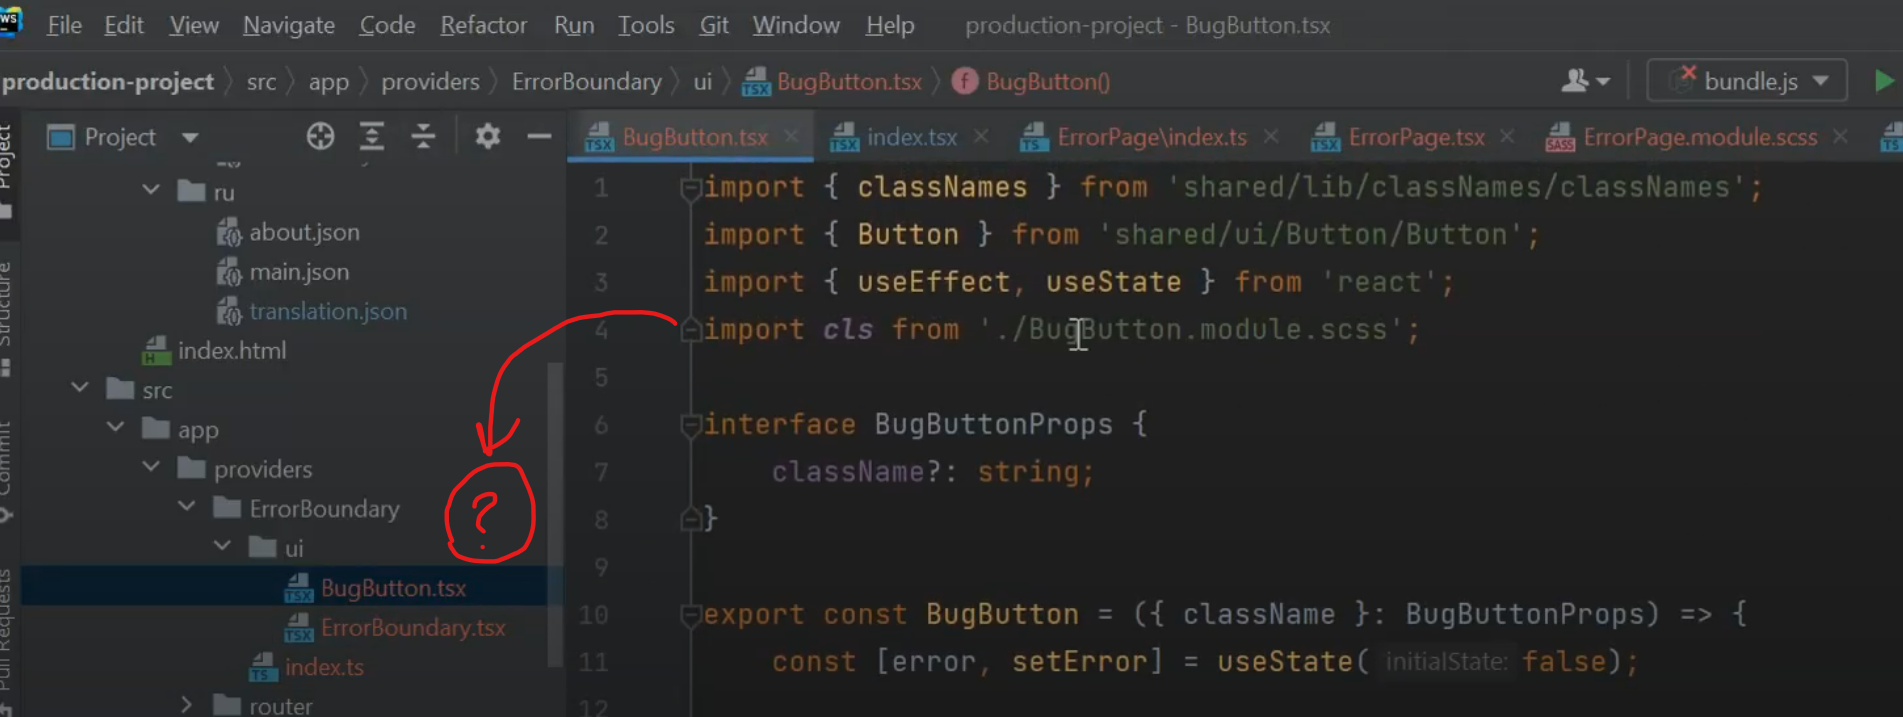 WS File Edit View Navigate Code Refactor Run Tools Git Window Help production-project - BugButton.tsx
production-project src app providers ErrorBoundary ui BugButton.tsx f BugButton() bundle.js
Project
Structure
Commit
Pull Requests
Project
BugButton.tsx index.tsx ErrorPage\index.ts ErrorPage.tsx ErrorPage.module.scss
ru
about.json
main.json
translation.json
index.html
src
app
providers
ErrorBoundary
ui
BugButton.tsx
ErrorBoundary.tsx
index.ts
router
?
1 import { classNames } from 'shared/lib/classNames/classNames';
2 import { Button } from 'shared/ui/Button/Button';
3 import { useEffect, useState } from 'react';
4 import cls from './BugButton.module.scss';
5
6 interface BugButtonProps {
7 className?: string;
8 }
9
10 export const BugButton = ({ className }: BugButtonProps) => {
11 const [error, setError] = useState( initialState: false);
12